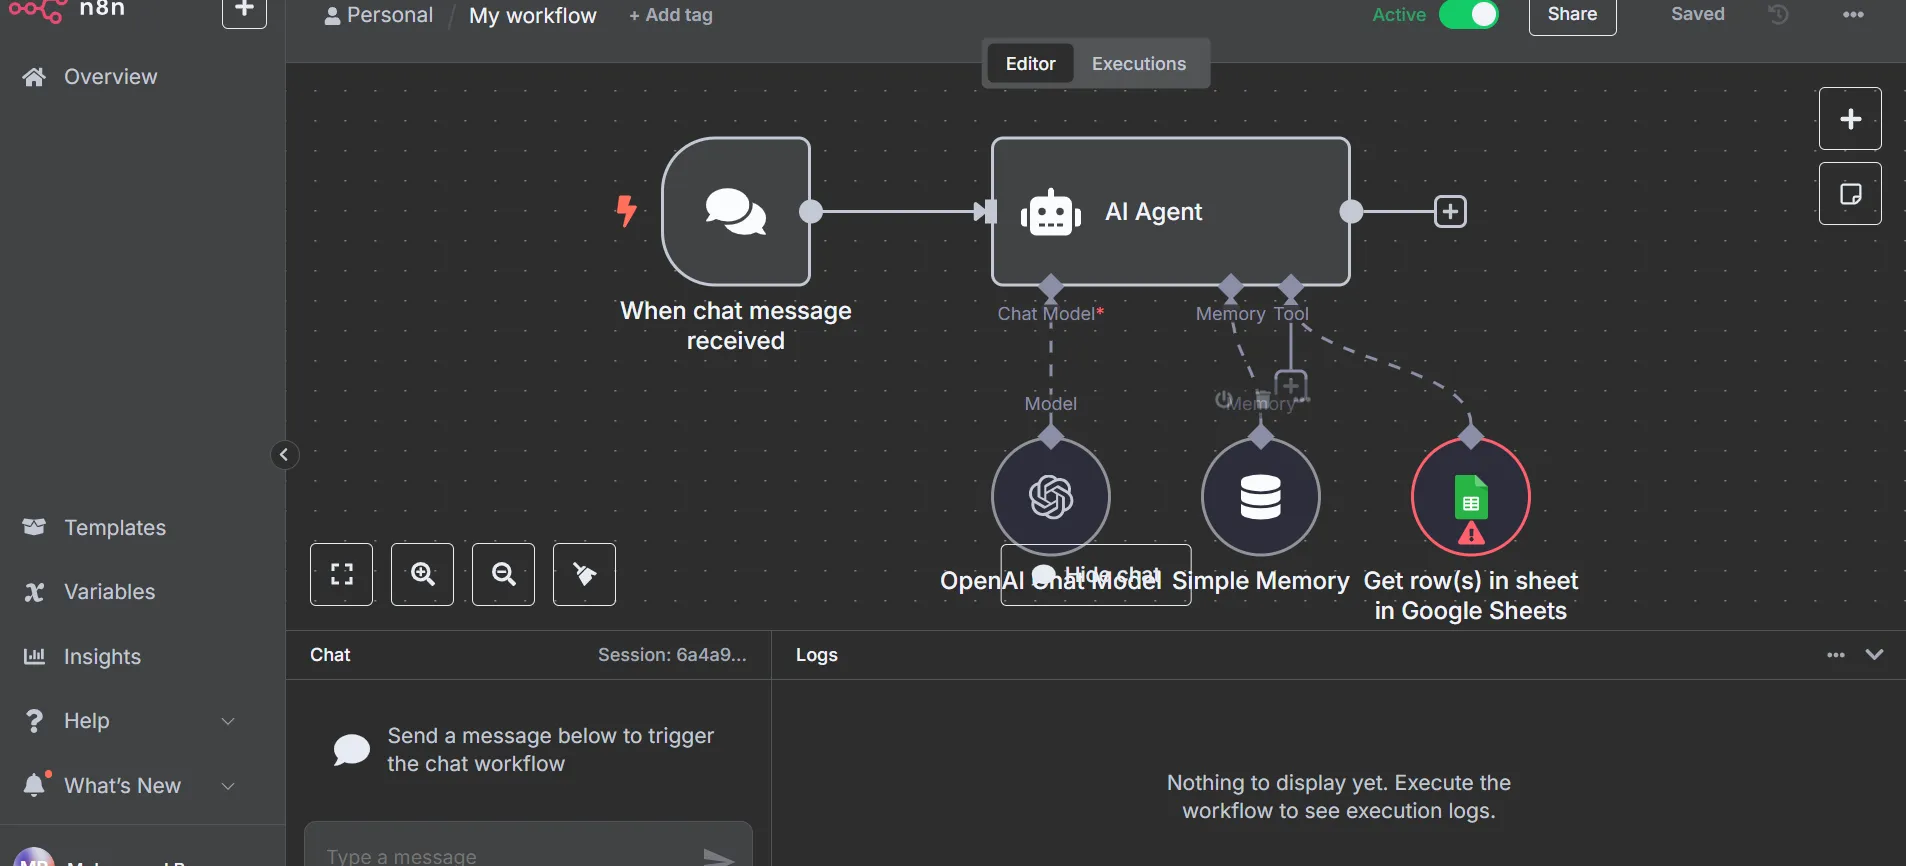 n8n
Personal / My workflow + Add tag
Active Share Saved
Overview
Editor Executions
AI Agent
When chat message
received
Chat Model*
Memory Tool
Model
Memory
Hide chat
OpenAI Chat Model
Simple Memory
Get row(s) in sheet
in Google Sheets
Templates
Variables
Insights
Help
What's New
Chat Session: 6a4a9...
Send a message below to trigger
the chat workflow
Type a message
Logs
Nothing to display yet. Execute the
workflow to see execution logs.